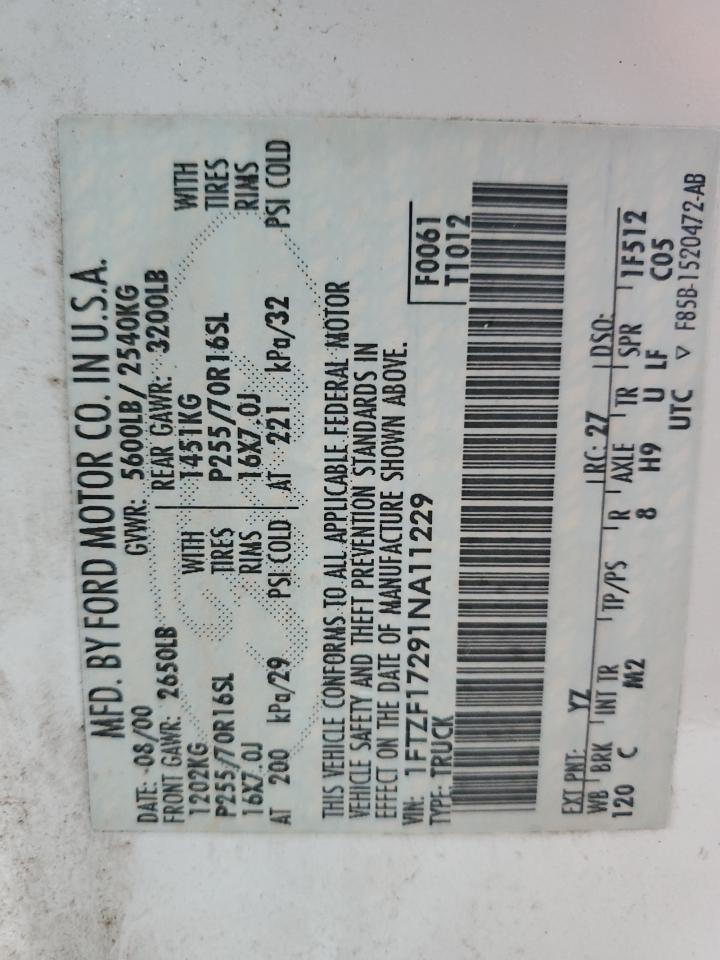 MFD. BY FORD MOTOR CO. IN U.S.A.
DATE: 08/00 GVWR: 5600LB/ 2540KG
FRONT GAWR: 2650LB REAR GAWR: 3200LB
1202KG WITH 1451KG WITH
P255/70R16SL TIRES P255/70R16SL TIRES
16X7.0J RIMS 16X7.0J RIMS
AT 200 kPa/29 PSI COLD AT 221 kPa/32 PSI COLD
THIS VEHICLE CONFORMS TO ALL APPLICABLE FEDERAL MOTOR
VEHICLE SAFETY AND THEFT PREVENTION STANDARDS IN
EFFECT ON THE DATE OF MANUFACTURE SHOWN ABOVE.
VIN: 1FTZF17291NA11229 F0061
TYPE: TRUCK T1012
EXT PNT: YZ RC: 27 DSO:
WB BRK INT TR TP/PS R AXLE TR SPR 1F512
120 C M2 8 H9 U LF C05
UTC ▽ F85B-1520472-AB